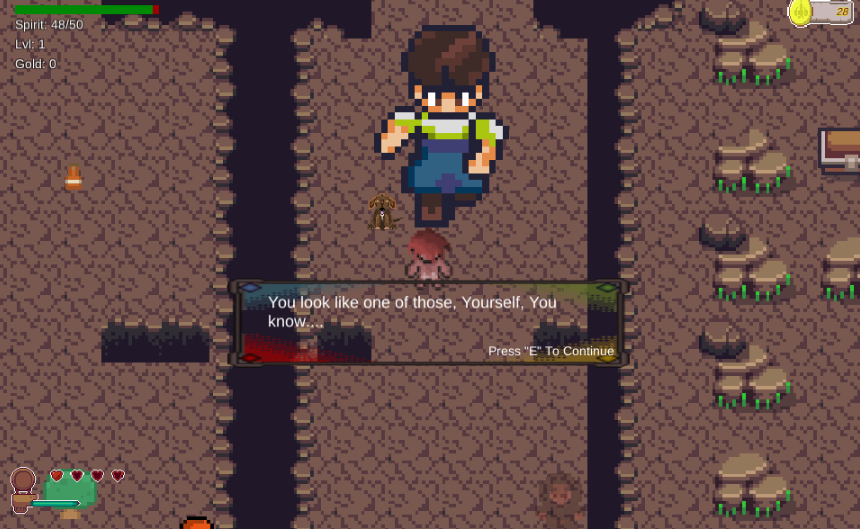 Spirit: 48/50
28
Lvl: 1
Gold: 0
You look like one of those, Yourself, You
know....
Press "E" To Continue